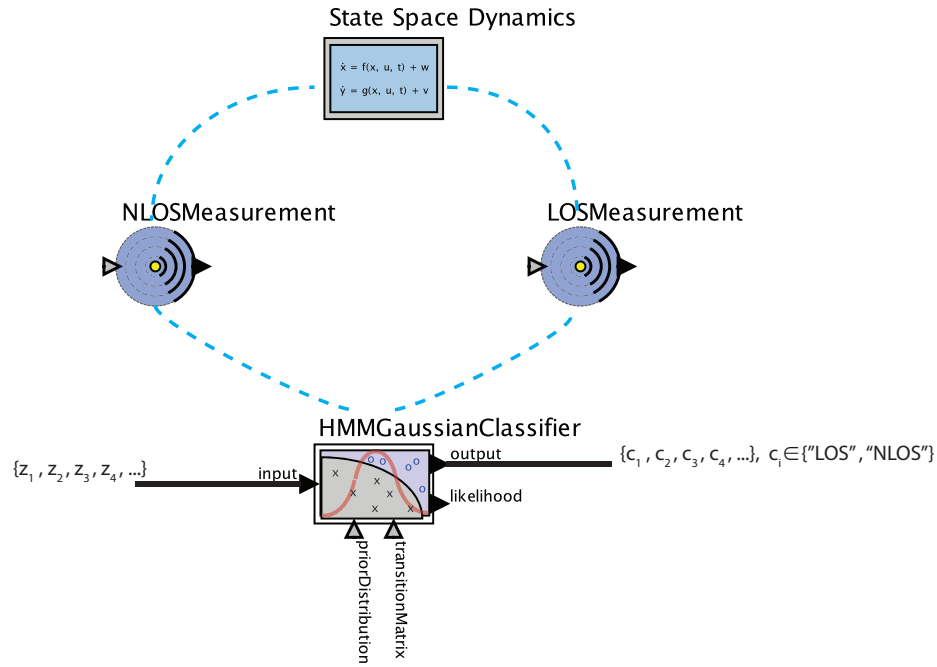 State Space Dynamics
ẋ = f(x, u, t) + w
ẏ = g(x, u, t) + v
NLOSMeasurement
LOSMeasurement
HMMGaussianClassifier
{z1 , z2 , z3 , z4 , ...}
input
output
{c1 , c2 , c3 , c4 , ...}, ci∈{"LOS", "NLOS"}
likelihood
priorDistribution
transitionMatrix